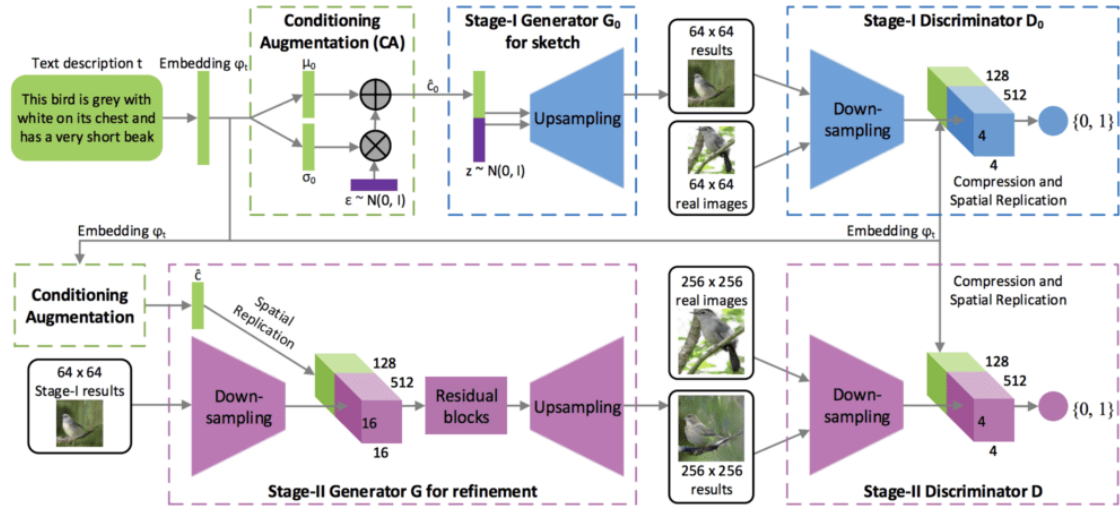 Text description t
This bird is grey with
white on its chest and
has a very short beak
Embedding φt
Conditioning
Augmentation (CA)
μ0
σ0
ε ~ N(0, I)
ĉ0
Stage-I Generator G0
for sketch
z ~ N(0, I)
Upsampling
64 x 64
results
64 x 64
real images
Stage-I Discriminator D0
Down-
sampling
128
512
4
4
{0, 1}
Compression and
Spatial Replication
Embedding φt
Embedding φt
Conditioning
Augmentation
ĉ
Spatial
Replication
64 x 64
Stage-I results
Down-
sampling
128
512
16
16
Residual
blocks
Upsampling
Stage-II Generator G for refinement
256 x 256
real images
256 x 256
results
Compression and
Spatial Replication
Down-
sampling
128
512
4
4
{0, 1}
Stage-II Discriminator D